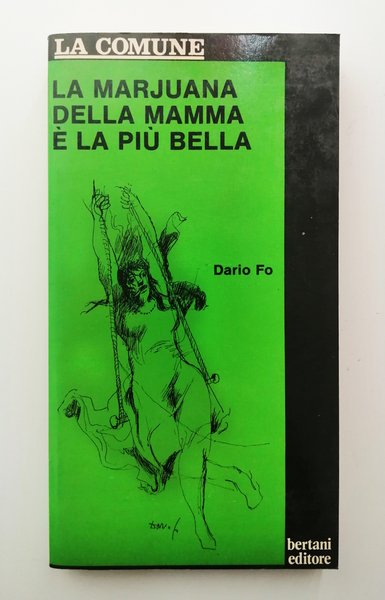 LA COMUNE
LA MARJUANA
DELLA MAMMA
È LA PIÙ BELLA
Dario Fo
bertani
editore